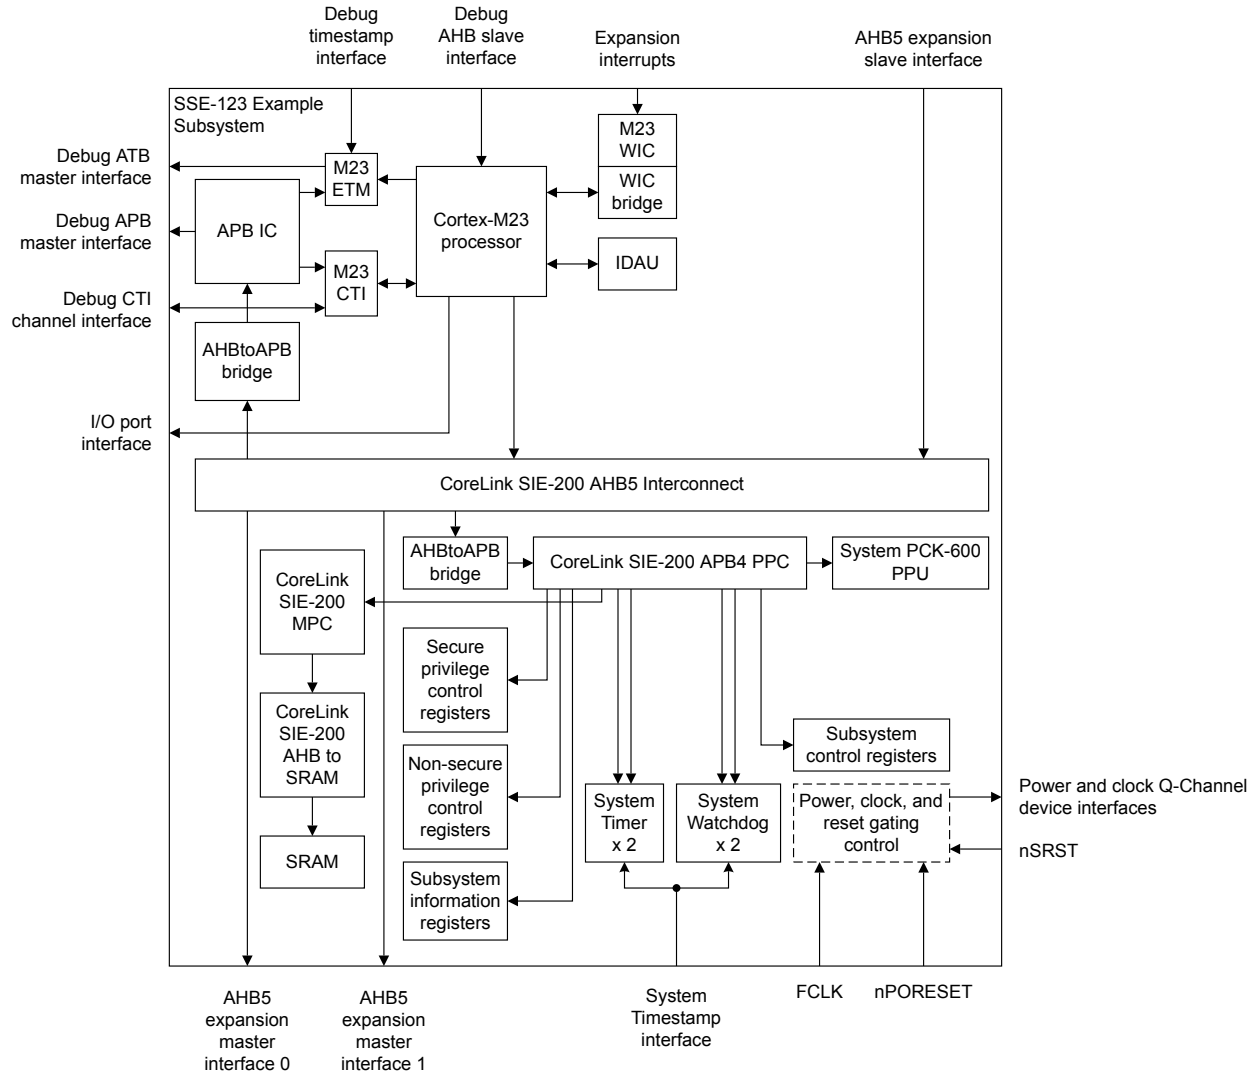 Debug
timestamp
interface
Debug
AHB slave
interface
Expansion
interrupts
AHB5 expansion
slave interface
SSE-123 Example
Subsystem
Debug ATB
master interface
Debug APB
master interface
Debug CTI
channel interface
I/O port
interface
M23
ETM
APB IC
M23
CTI
AHBtoAPB
bridge
Cortex-M23
processor
M23
WIC
WIC
bridge
IDAU
CoreLink SIE-200 AHB5 Interconnect
AHBtoAPB
bridge
CoreLink SIE-200 APB4 PPC
System PCK-600
PPU
CoreLink
SIE-200
MPC
CoreLink
SIE-200
AHB to
SRAM
SRAM
Secure
privilege
control
registers
Non-secure
privilege
control
registers
Subsystem
information
registers
System
Timer
x 2
System
Watchdog
x 2
Subsystem
control registers
Power, clock, and
reset gating
control
Power and clock Q-Channel
device interfaces
nSRST
AHB5
expansion
master
interface 0
AHB5
expansion
master
interface 1
System
Timestamp
interface
FCLK
nPORESET